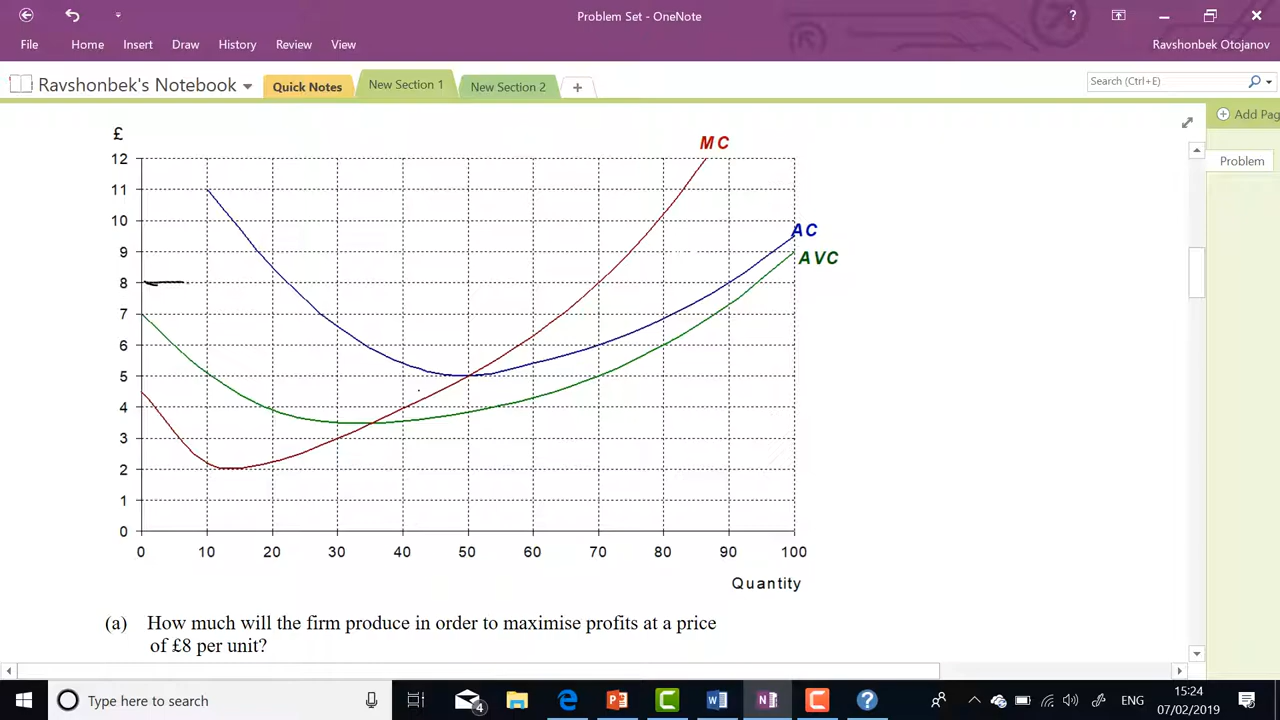 Problem Set - OneNote
?
File Home Insert Draw History Review View
Ravshonbek Otojanov
Ravshonbek's Notebook
Quick Notes
New Section 1
New Section 2
+
Search (Ctrl+E)
Add Pag
Problem
£
MC
12
11
10
AC
9
AVC
8
7
6
5
4
3
2
1
0
0 10 20 30 40 50 60 70 80 90 100
Quantity
(a) How much will the firm produce in order to maximise profits at a price
of £8 per unit?
Type here to search
4
ENG
15:24
07/02/2019